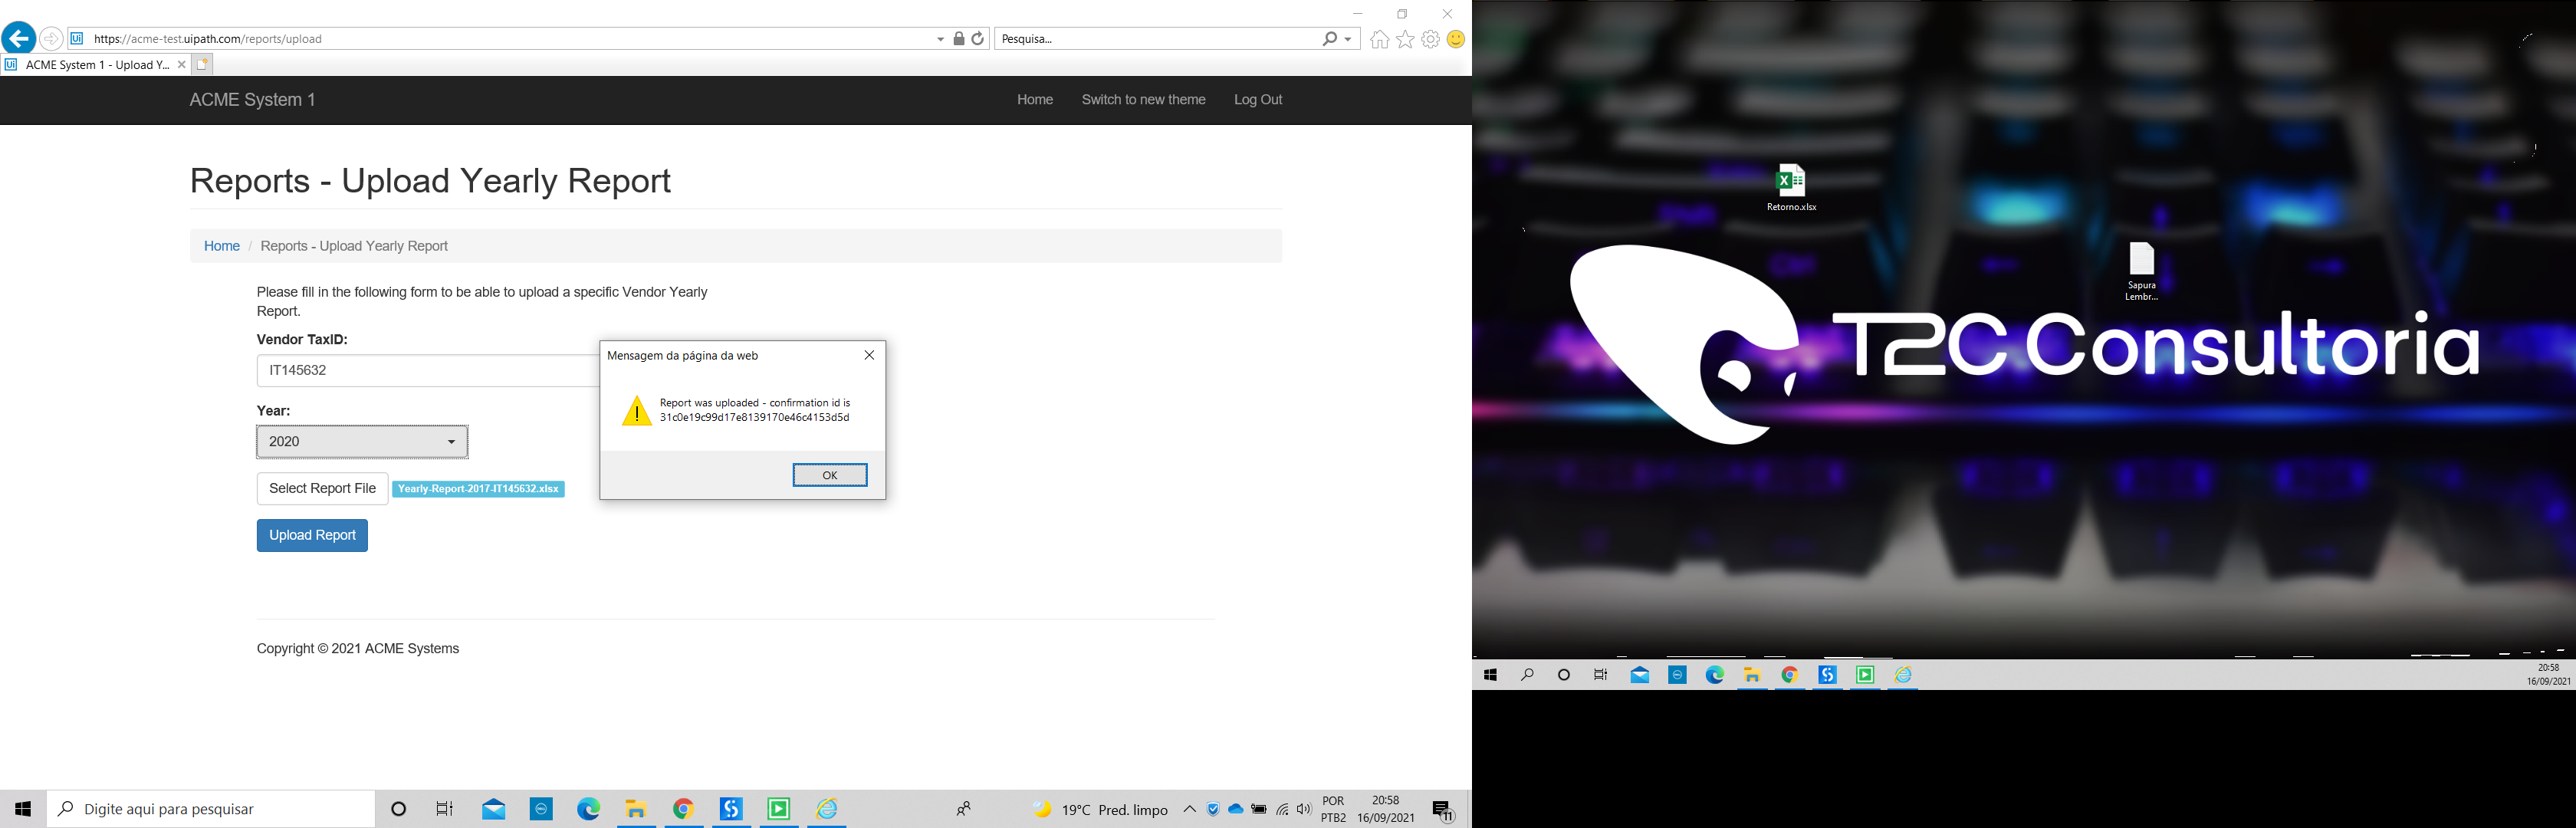 https://acme-test.uipath.com/reports/upload
Pesquisa...
ACME System 1 - Upload Y...
ACME System 1
Home
Switch to new theme
Log Out
Reports - Upload Yearly Report
Home / Reports - Upload Yearly Report
Please fill in the following form to be able to upload a specific Vendor Yearly
Report.
Vendor TaxID:
IT145632
Year:
2020
Select Report File
Yearly-Report-2017-IT145632.xlsx
Upload Report
Mensagem da página da web
Report was uploaded - confirmation id is
31c0e19c99d17e8139170e46c4153d5d
OK
Copyright © 2021 ACME Systems
Digite aqui para pesquisar
19°C Pred. limpo
POR
PTB2
20:58
16/09/2021
11
Retorno.xlsx
Sapura
Lembr...
T2C Consultoria
Ctrl
20:58
16/09/2021